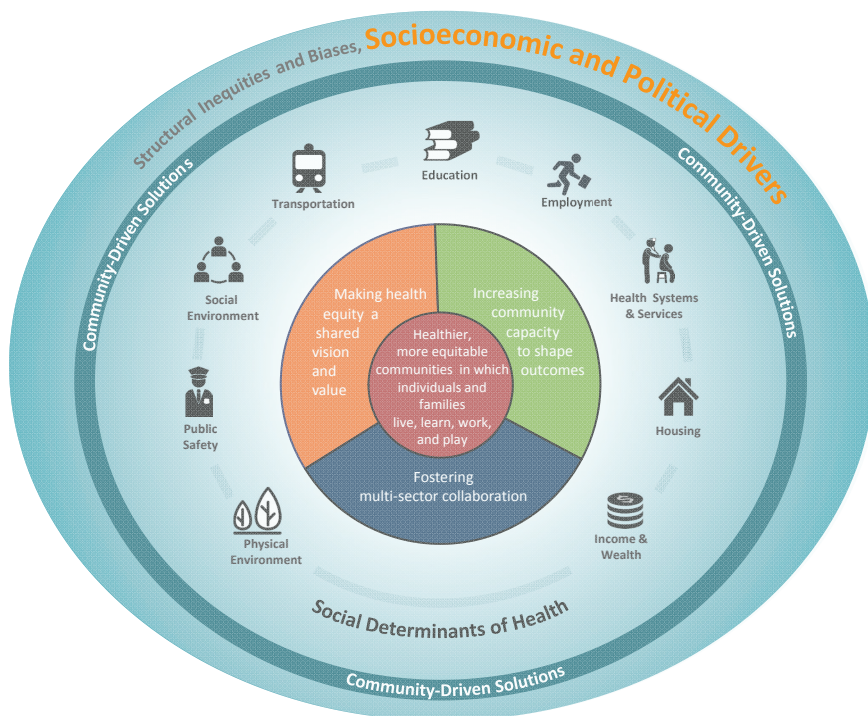 Structural Inequities and Biases, Socioeconomic and Political Drivers
Community-Driven Solutions
Community-Driven Solutions
Education
Transportation
Employment
Social
Environment
Health Systems
& Services
Public
Safety
Housing
Physical
Environment
Income &
Wealth
Making health
equity a
shared
vision
and
value
Increasing
community
capacity
to shape
outcomes
Healthier,
more equitable
communities in which
individuals and
families
live, learn, work,
and play
Fostering
multi-sector collaboration
Social Determinants of Health
Community-Driven Solutions